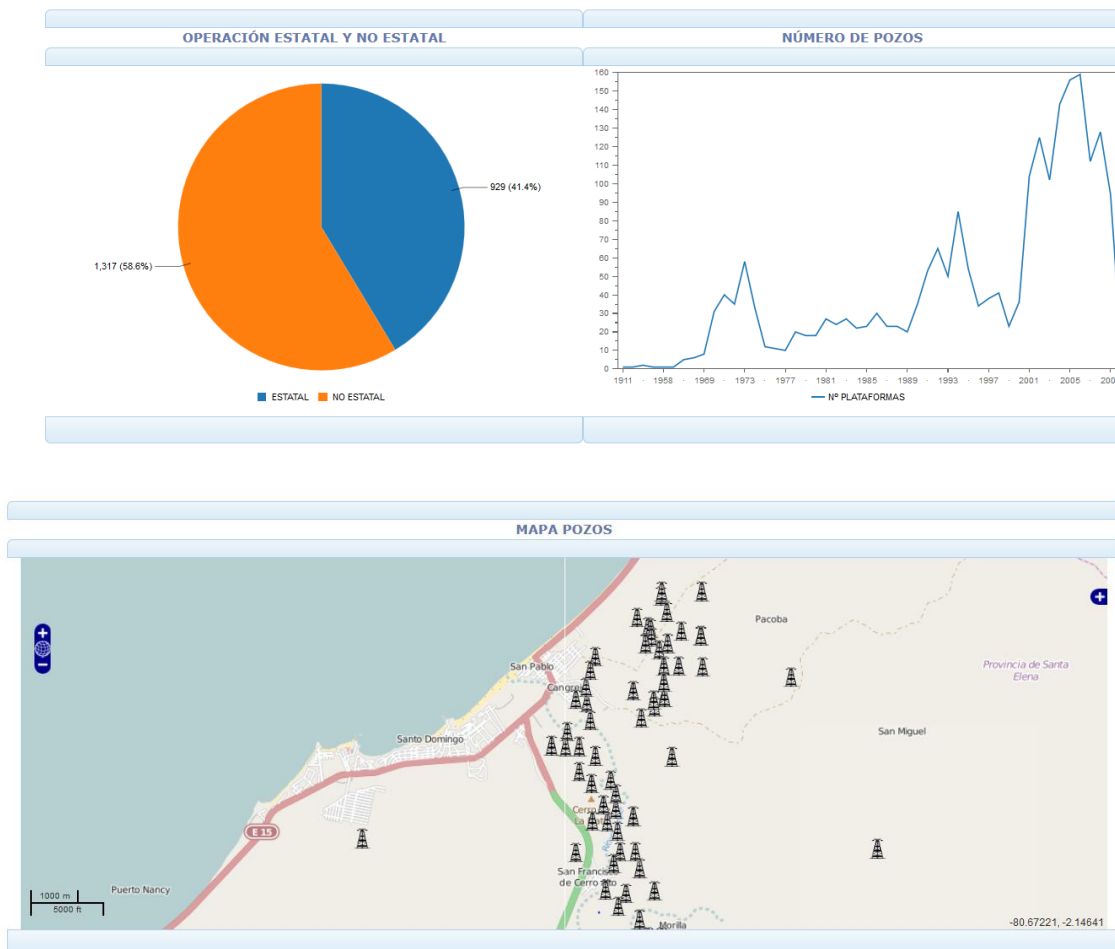 OPERACIÓN ESTATAL Y NO ESTATAL
929 (41.4%)
1,317 (58.6%)
ESTATAL NO ESTATAL
NÚMERO DE POZOS
160
150
140
130
120
110
100
90
80
70
60
50
40
30
20
10
0
1911 1958 1969 1973 1977 1981 1985 1989 1993 1997 2001 2005 200
Nº PLATAFORMAS
MAPA POZOS
Pacoba
San Pablo
Provincia de Santa
Elena
San Miguel
Santo Domingo
Cerro
E 15
San Francisco
de Cerro
Puerto Nancy
1000 m
5000 ft
Morilla
-80.67221, -2.14641